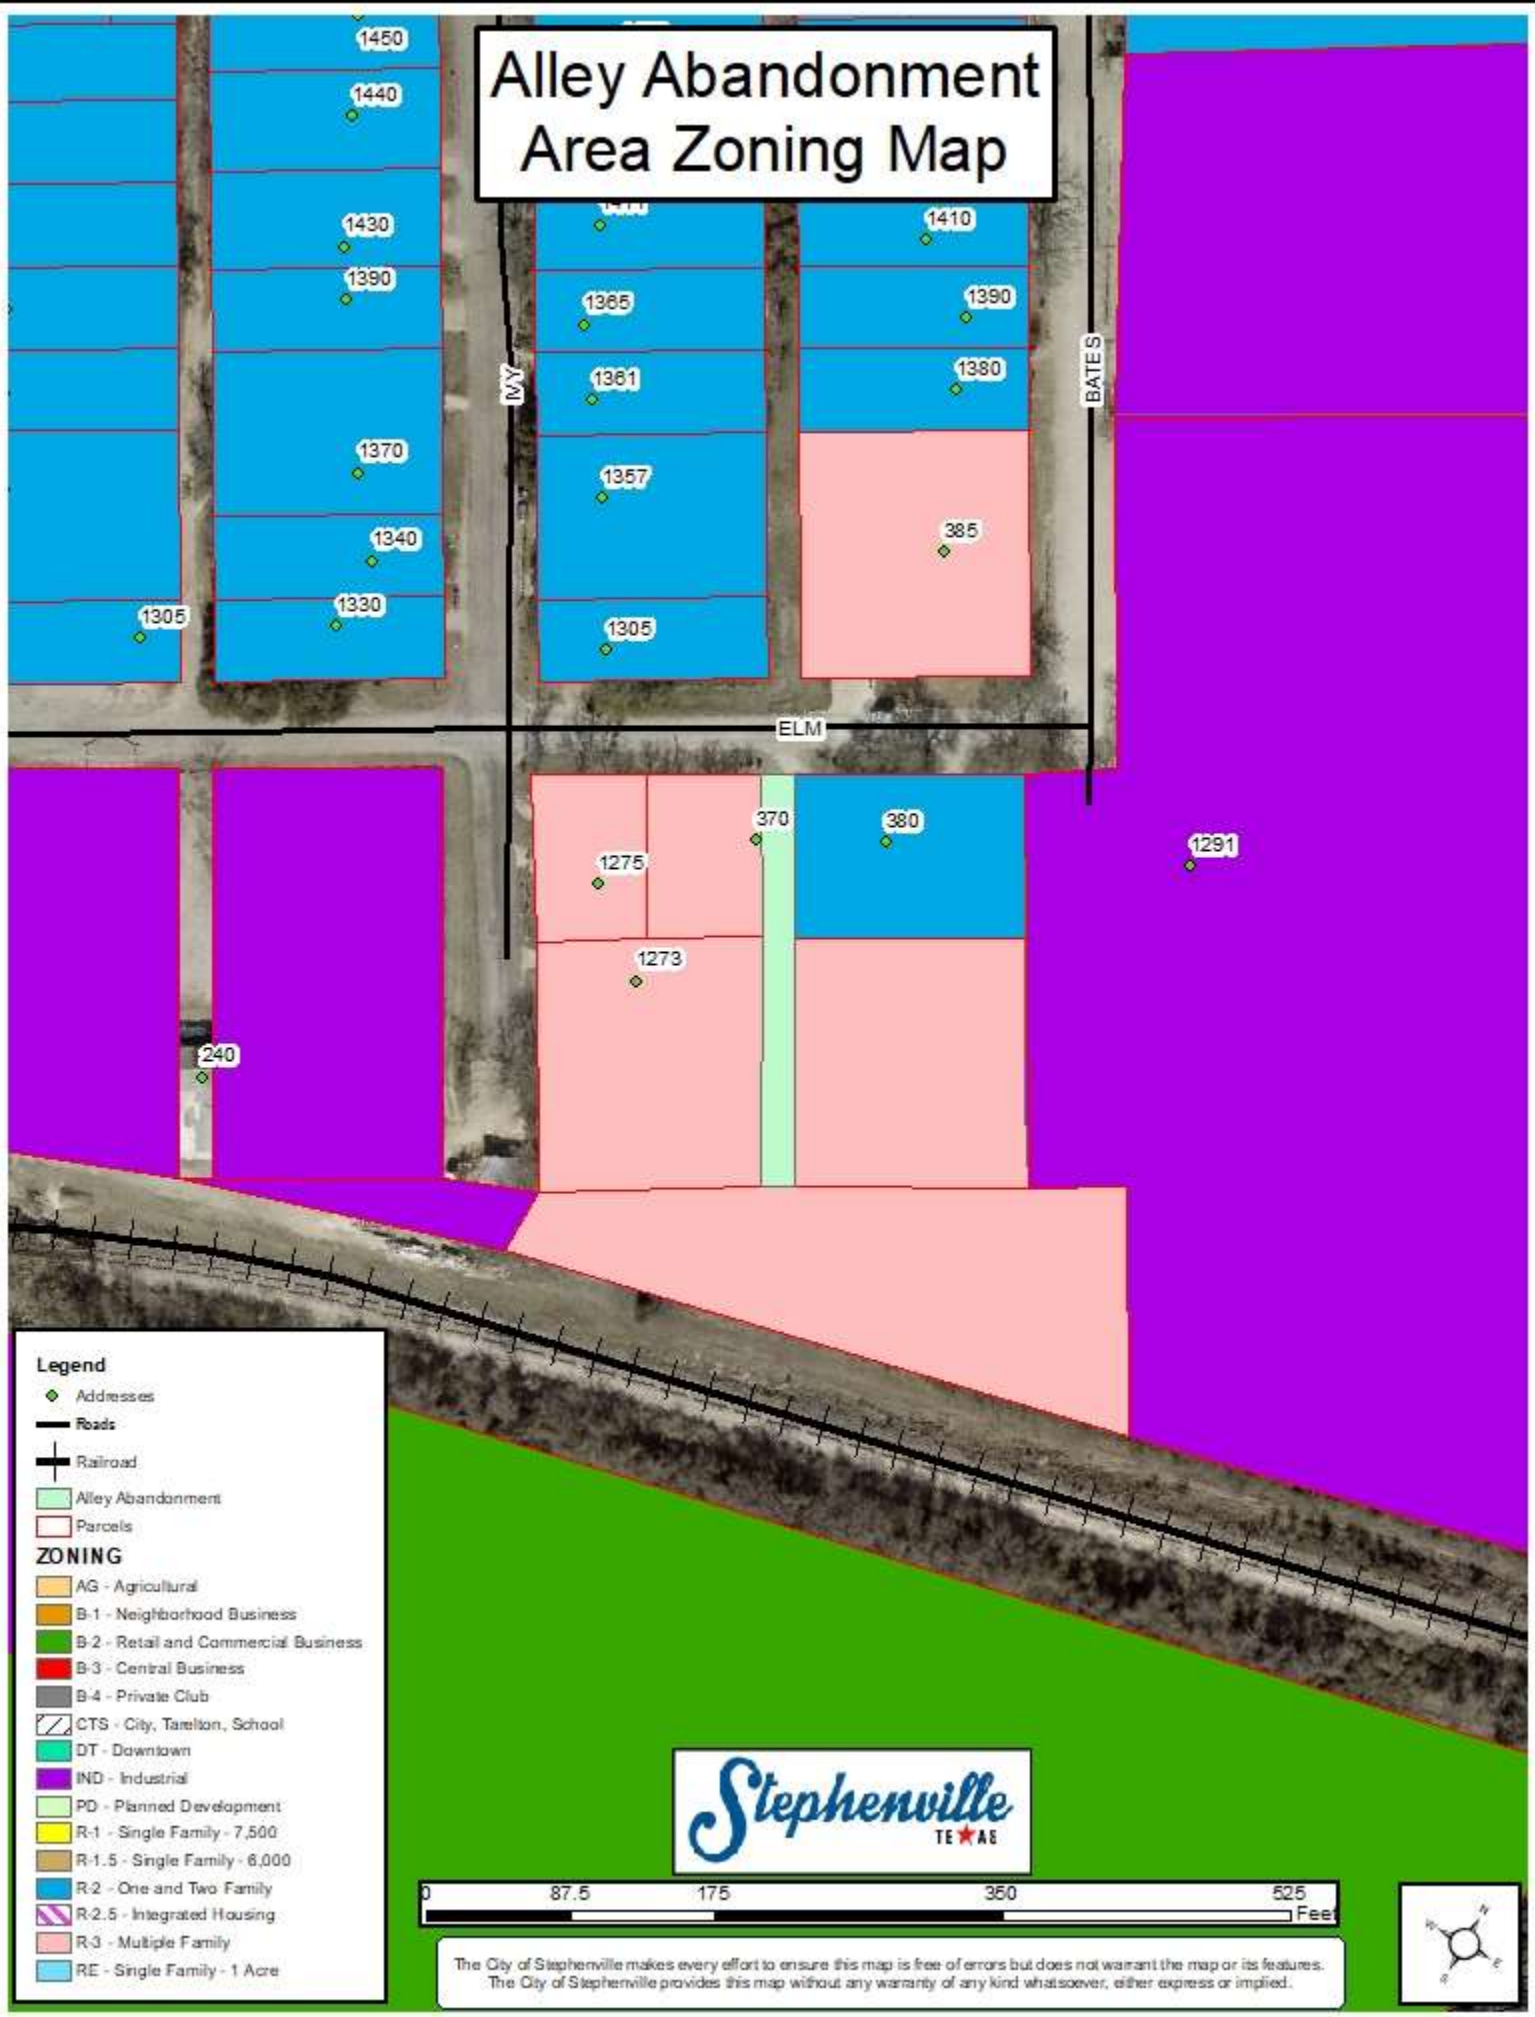 Alley Abandonment
Area Zoning Map
1450
1440
1430
1410
1390
1390
1365
1380
1361
IVY
BATES
1370
1357
385
1340
1330
1305
1305
ELM
370
380
1291
1275
1273
240
Legend
Addresses
Roads
Railroad
Alley Abandonment
Parcels
ZONING
AG - Agricultural
B-1 - Neighborhood Business
B-2 - Retail and Commercial Business
B-3 - Central Business
B-4 - Private Club
CTS - City, Tarelton, School
DT - Downtown
IND - Industrial
PD - Planned Development
R-1 - Single Family - 7,500
R-1.5 - Single Family - 6,000
R-2 - One and Two Family
R-2.5 - Integrated Housing
R-3 - Multiple Family
RE - Single Family - 1 Acre
Stephenville
TEXAS
0 87.5 175 350 525
Feet
N
W
E
S
The City of Stephenville makes every effort to ensure this map is free of errors but does not warrant the map or its features.
The City of Stephenville provides this map without any warranty of any kind whatsoever, either express or implied.